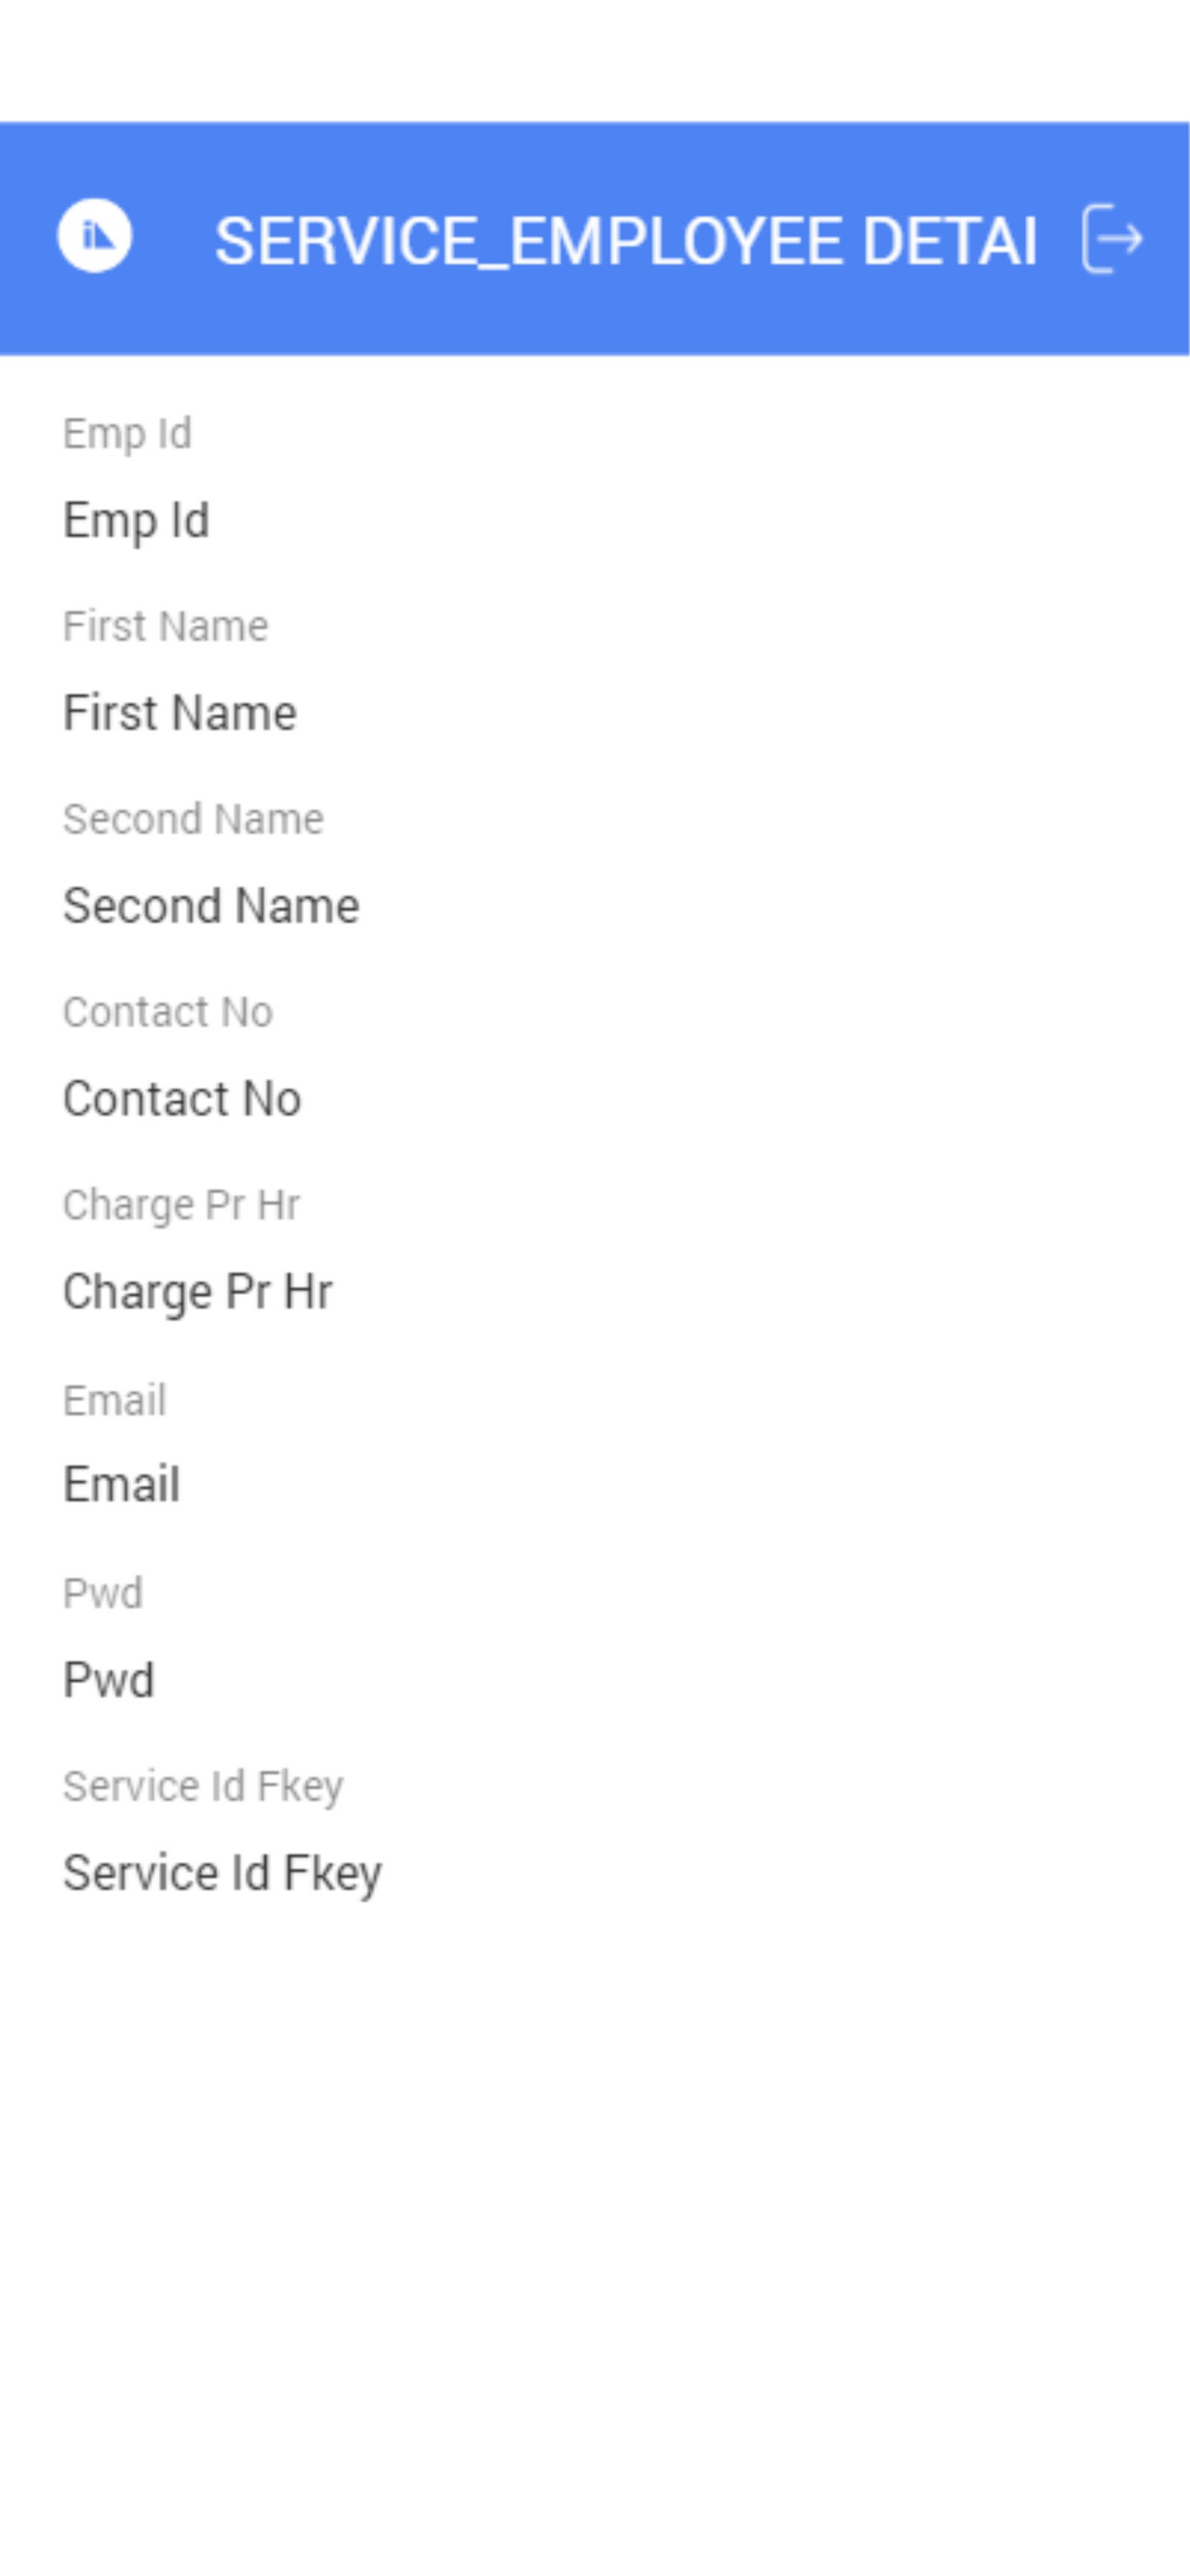 SERVICE_EMPLOYEE DETAI
Emp Id
Emp Id
First Name
First Name
Second Name
Second Name
Contact No
Contact No
Charge Pr Hr
Charge Pr Hr
Email
Email
Pwd
Pwd
Service Id Fkey
Service Id Fkey